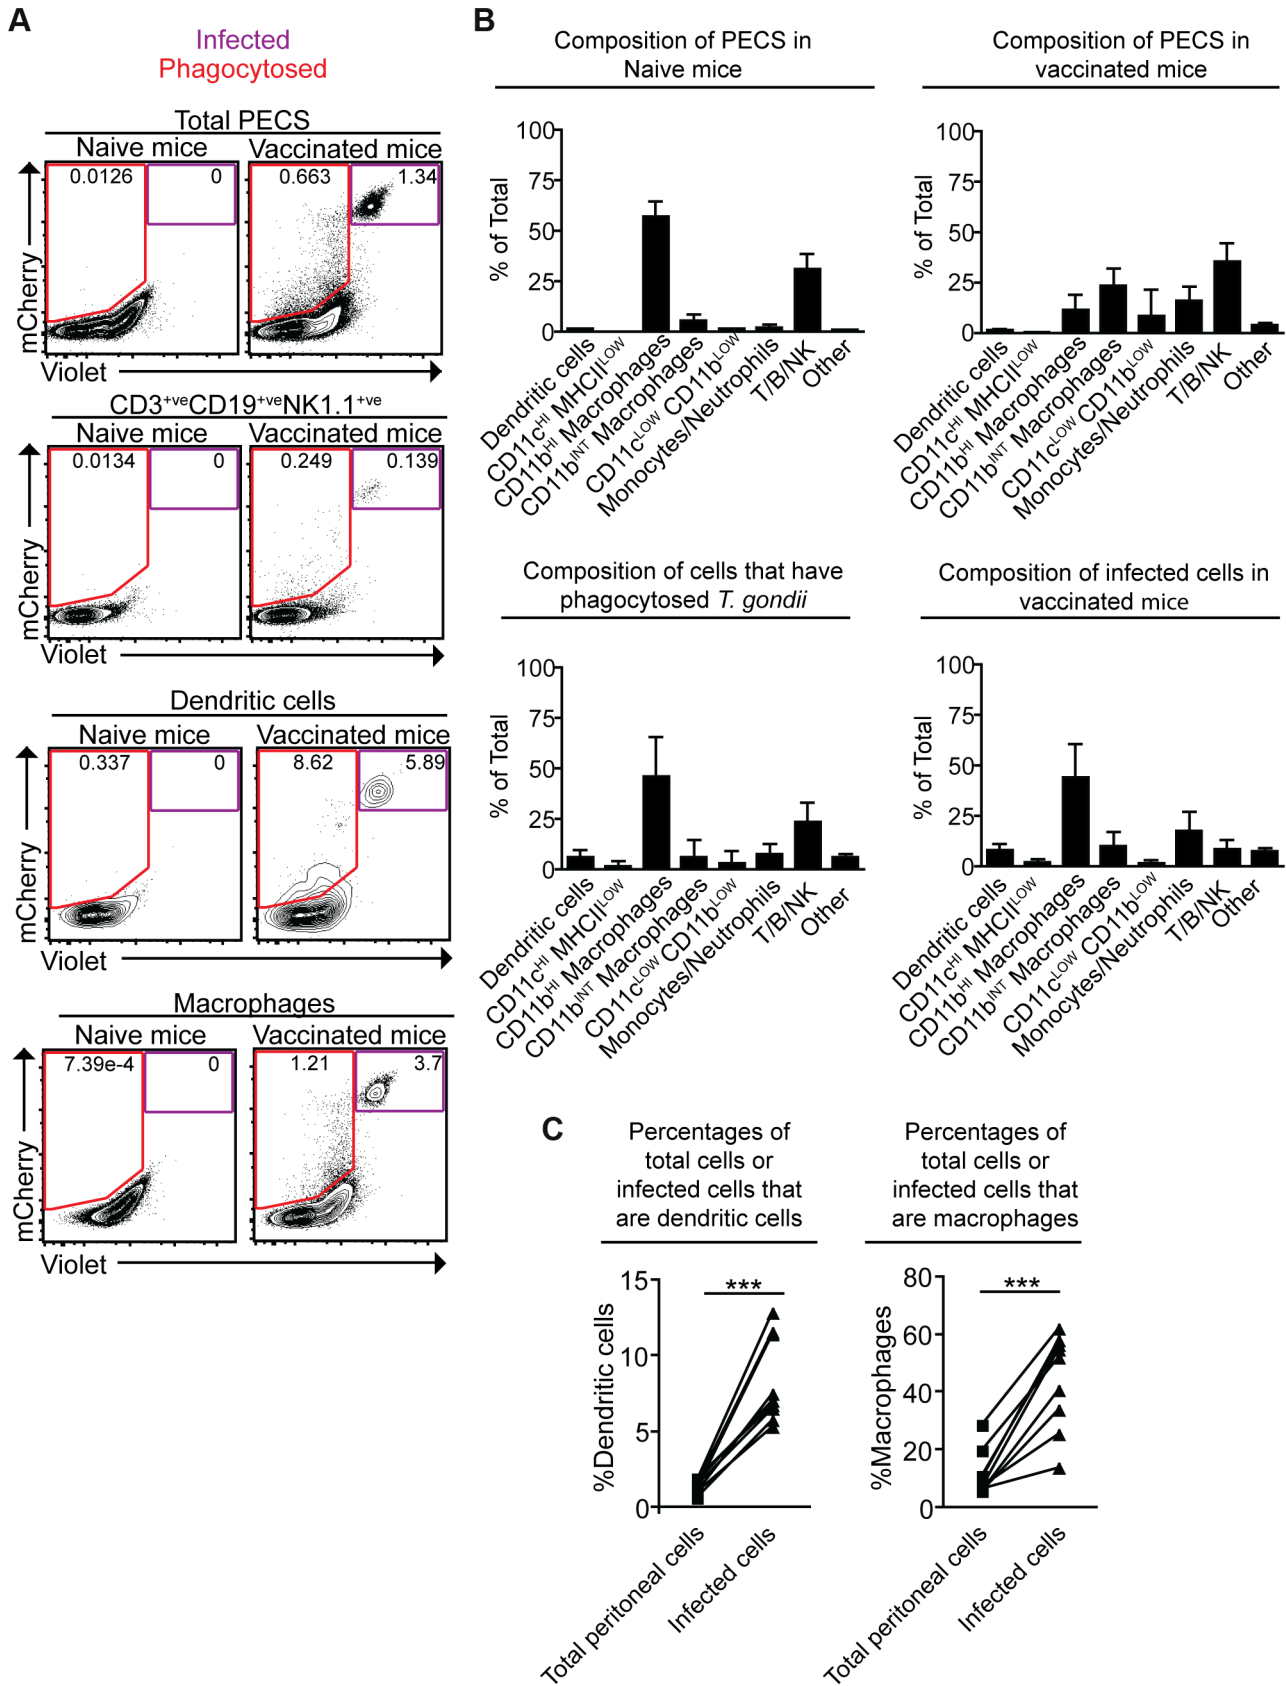 A
Infected
Phagocytosed
Total PECS
Naive mice
Vaccinated mice
0.0126
0
0.663
1.34
mCherry
Violet
CD3+veCD19+veNK1.1+ve
Naive mice
Vaccinated mice
0.0134
0
0.249
0.139
mCherry
Violet
Dendritic cells
Naive mice
Vaccinated mice
0.337
0
8.62
5.89
mCherry
Violet
Macrophages
Naive mice
Vaccinated mice
7.39e-4
0
1.21
3.7
mCherry
Violet
B
Composition of PECS in
Naive mice
100
75
50
25
0
% of Total
Dendritic cells
CD11cHI MHCIILOW
CD11bHI Macrophages
CD11bINT Macrophages
CD11cLOW CD11bLOW
Monocytes/Neutrophils
T/B/NK
Other
Composition of PECS in
vaccinated mice
100
75
50
25
0
% of Total
Dendritic cells
CD11cHI MHCIILOW
CD11bHI Macrophages
CD11bINT Macrophages
CD11cLOW CD11bLOW
Monocytes/Neutrophils
T/B/NK
Other
Composition of cells that have
phagocytosed T. gondii
100
75
50
25
0
% of Total
Dendritic cells
CD11cHI MHCIILOW
CD11bHI Macrophages
CD11bINT Macrophages
CD11cLOW CD11bLOW
Monocytes/Neutrophils
T/B/NK
Other
Composition of infected cells in
vaccinated mice
100
75
50
25
0
% of Total
Dendritic cells
CD11cHI MHCIILOW
CD11bHI Macrophages
CD11bINT Macrophages
CD11cLOW CD11bLOW
Monocytes/Neutrophils
T/B/NK
Other
C
Percentages of
total cells or
infected cells that
are dendritic cells
15
10
5
0
***
%Dendritic cells
Total peritoneal cells
Infected cells
Percentages of
total cells or
infected cells that
are macrophages
80
60
40
20
0
***
%Macrophages
Total peritoneal cells
Infected cells